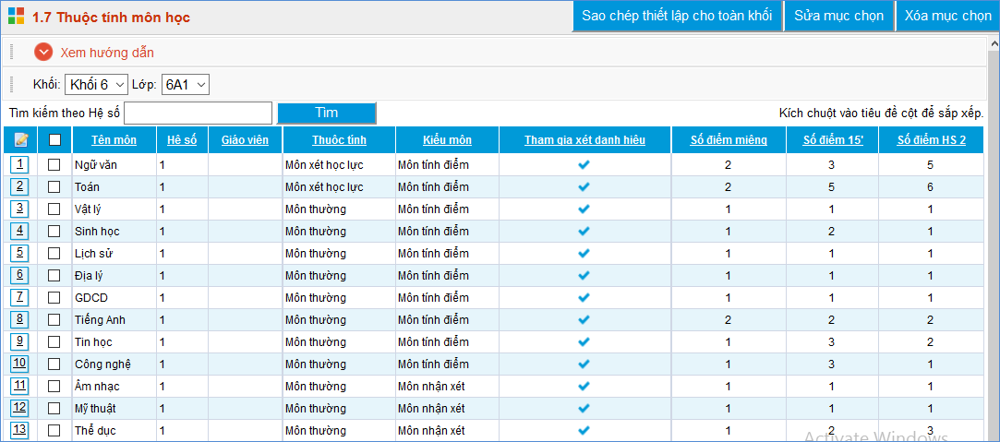 1.7 Thuộc tính môn học
Sao chép thiết lập cho toàn khối Sửa mục chọn Xóa mục chọn
Xem hướng dẫn
Khối: Khối 6 Lớp: 6A1
Tìm kiếm theo Hệ số Tìm Kích chuột vào tiêu đề cột để sắp xếp.
Tên môn Hệ số Giáo viên Thuộc tính Kiểu môn Tham gia xét danh hiệu Số điểm miệng Số điểm 15' Số điểm HS 2
1 Ngữ văn 1 Môn xét học lực Môn tính điểm 2 3 5
2 Toán 1 Môn xét học lực Môn tính điểm 2 5 6
3 Vật lý 1 Môn thường Môn tính điểm 1 1 1
4 Sinh học 1 Môn thường Môn tính điểm 1 2 1
5 Lịch sử 1 Môn thường Môn tính điểm 1 1 1
6 Địa lý 1 Môn thường Môn tính điểm 1 1 1
7 GDCD 1 Môn thường Môn tính điểm 1 1 1
8 Tiếng Anh 1 Môn thường Môn tính điểm 2 2 2
9 Tin học 1 Môn thường Môn tính điểm 1 3 2
10 Công nghệ 1 Môn thường Môn tính điểm 1 3 1
11 Âm nhạc 1 Môn thường Môn nhận xét 1 1 1
12 Mỹ thuật 1 Môn thường Môn nhận xét 1 1 1
13 Thể dục 1 Môn thường Môn nhận xét 1 2 3
Activate Windows